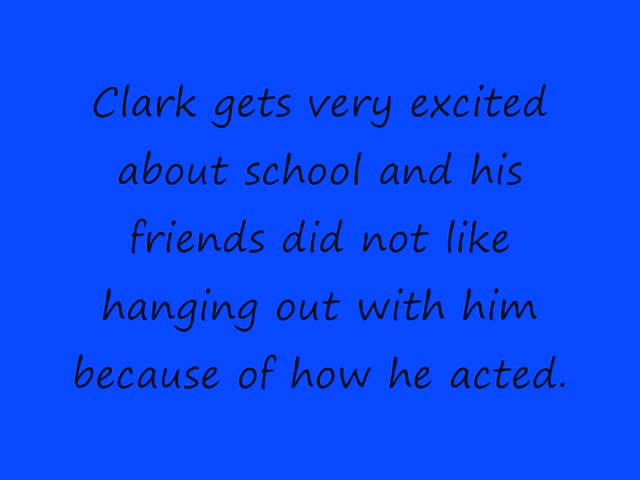 Clark gets very excited
about school and his
friends did not like
hanging out with him
because of how he acted.